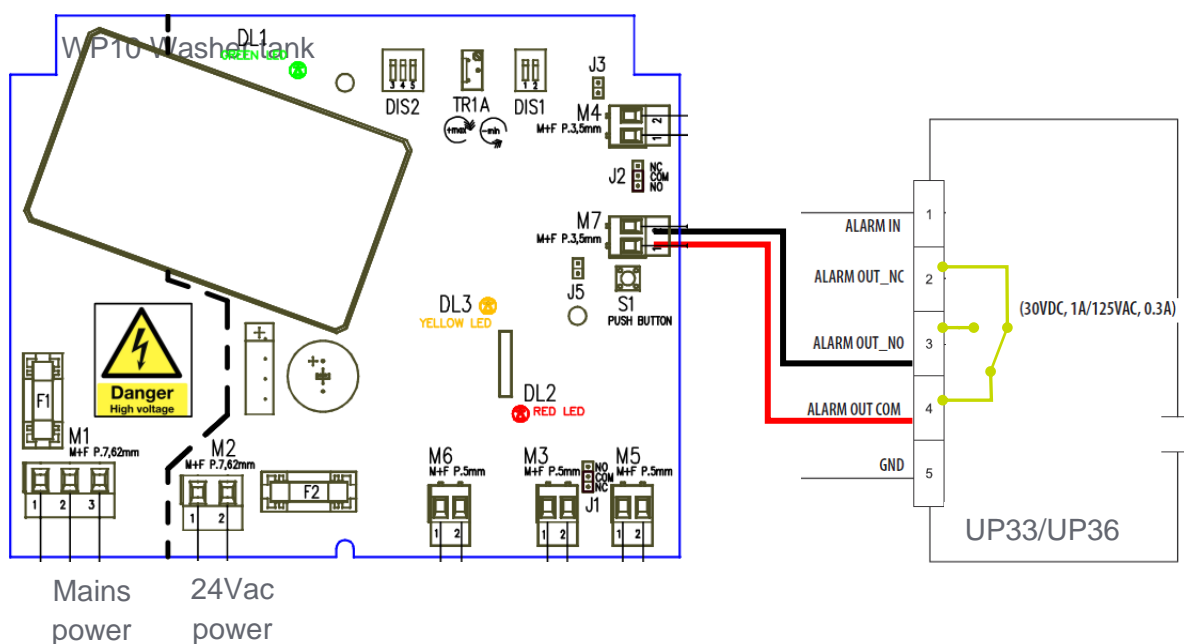 WP10 Washer tank
DL1
GREEN LED
3 4 5
DIS2
TR1A
+max
-min
1 2
DIS1
J3
M4
M+F P.3,5mm
2
1
J2
NC
COM
NO
M7
M+F P.3,5mm
1
J5
S1
PUSH BUTTON
DL3
YELLOW LED
DL2
RED LED
Danger
High voltage
F1
M1
M+F P.7,62mm
1 2 3
M2
M+F P.7,62mm
1 2
F2
M6
M+F P.5mm
1 2
M3
M+F P.5mm
1 2
NO
COM
NC
J1
M5
M+F P.5mm
1 2
Mains
power
24Vac
power
ALARM IN
1
ALARM OUT_NC
2
ALARM OUT_NO
3
ALARM OUT COM
4
GND
5
(30VDC, 1A/125VAC, 0.3A)
UP33/UP36